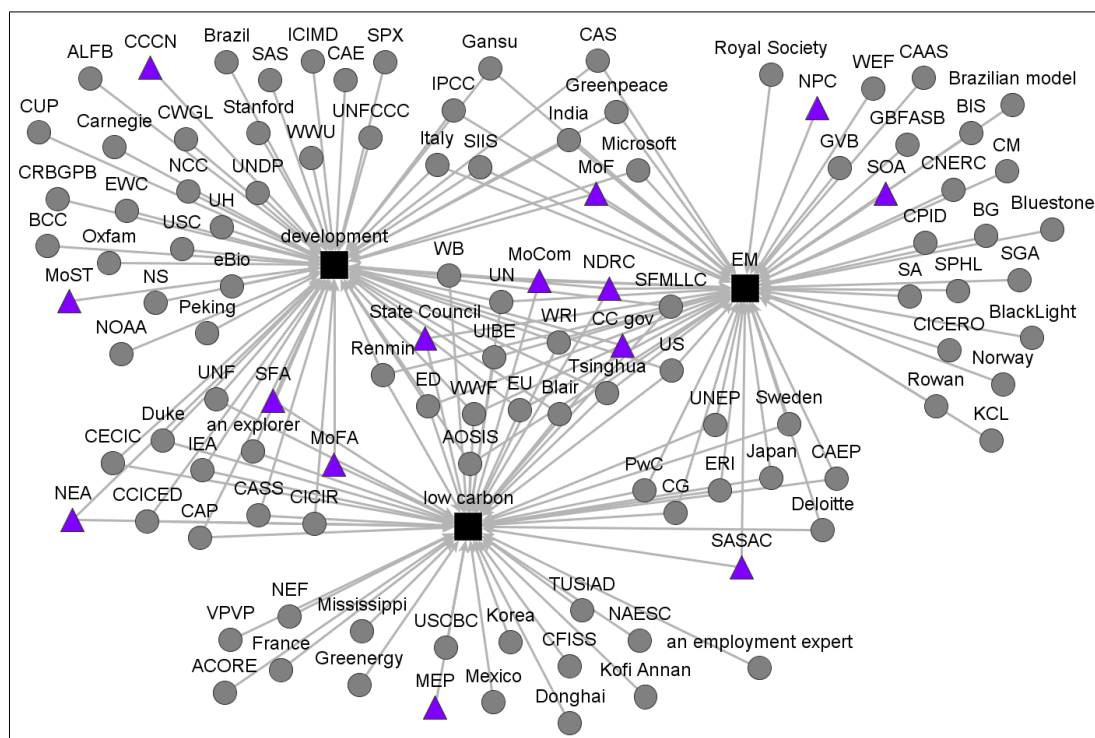 CCCN
Brazil
ICIMD
SPX
ALFB
SAS
CAE
Gansu
CAS
Royal Society
WEF
CAAS
NPC
Brazilian model
CUP
Carnegie
CWGL
Stanford
WWU
UNFCCC
IPCC
Greenpeace
India
Italy
SIIS
Microsoft
GBFASB
BIS
GVB
CM
CRBGPB
EWC
NCC
UNDP
MoF
SOA
CNERC
BCC
Oxfam
USC
UH
CPID
BG
Bluestone
development
MoST
NS
eBio
WB
UN
MoCom
NDRC
SFMLLC
EM
SA
SPHL
SGA
NOAA
Peking
State Council
UIBE
WRI
CC gov
US
CICERO
BlackLight
Norway
Renmin
Tsinghua
UNF
SFA
ED
WWF
EU
Blair
UNEP
Sweden
Rowan
KCL
Duke
an explorer
CECIC
IEA
MoFA
AOSIS
PwC
ERI
Japan
CAEP
NEA
CCICED
CAP
CASS
CICIR
low carbon
CG
Deloitte
SASAC
VPVP
NEF
Mississippi
USCBC
Korea
TUSIAD
NAESC
an employment expert
ACORE
France
Greenergy
MEP
Mexico
CFISS
Donghai
Kofi Annan